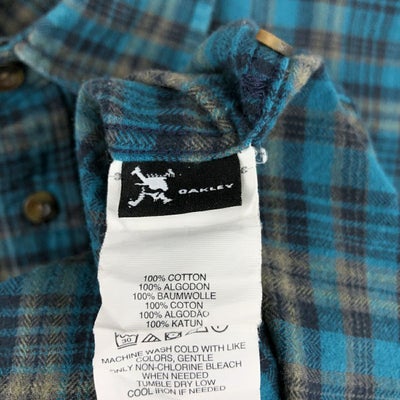 OAKLEY
100% COTTON
100% ALGODON
100% BAUMWOLLE
100% COTON
100% ALGODÃO
100% KATUN
30°
MACHINE WASH COLD WITH LIKE
COLORS, GENTLE
ONLY NON-CHLORINE BLEACH
WHEN NEEDED
TUMBLE DRY LOW
COOL IRON IF NEEDED